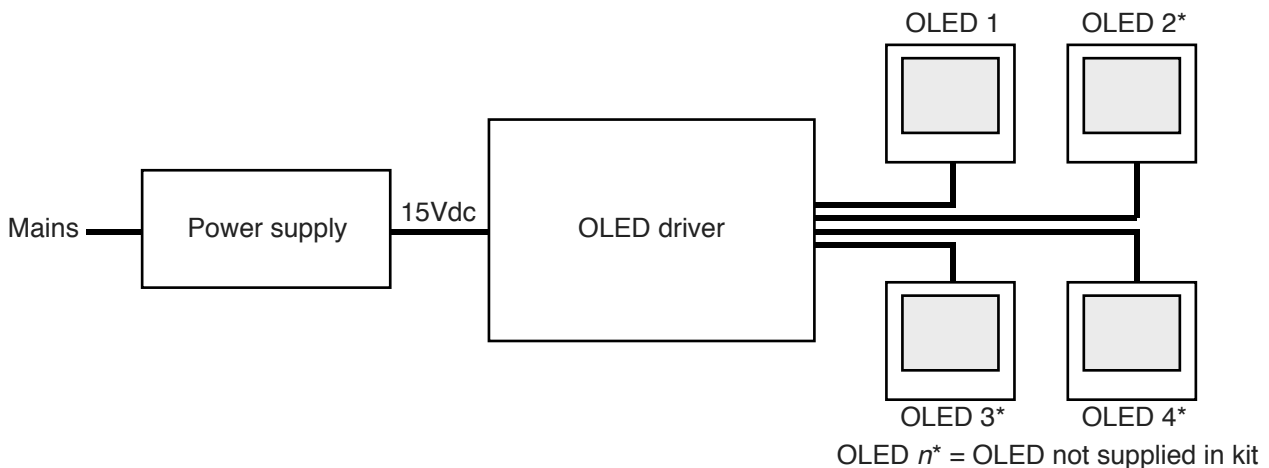 OLED 1
OLED 2*
Mains
Power supply
15Vdc
OLED driver
OLED 3*
OLED 4*
OLED n* = OLED not supplied in kit